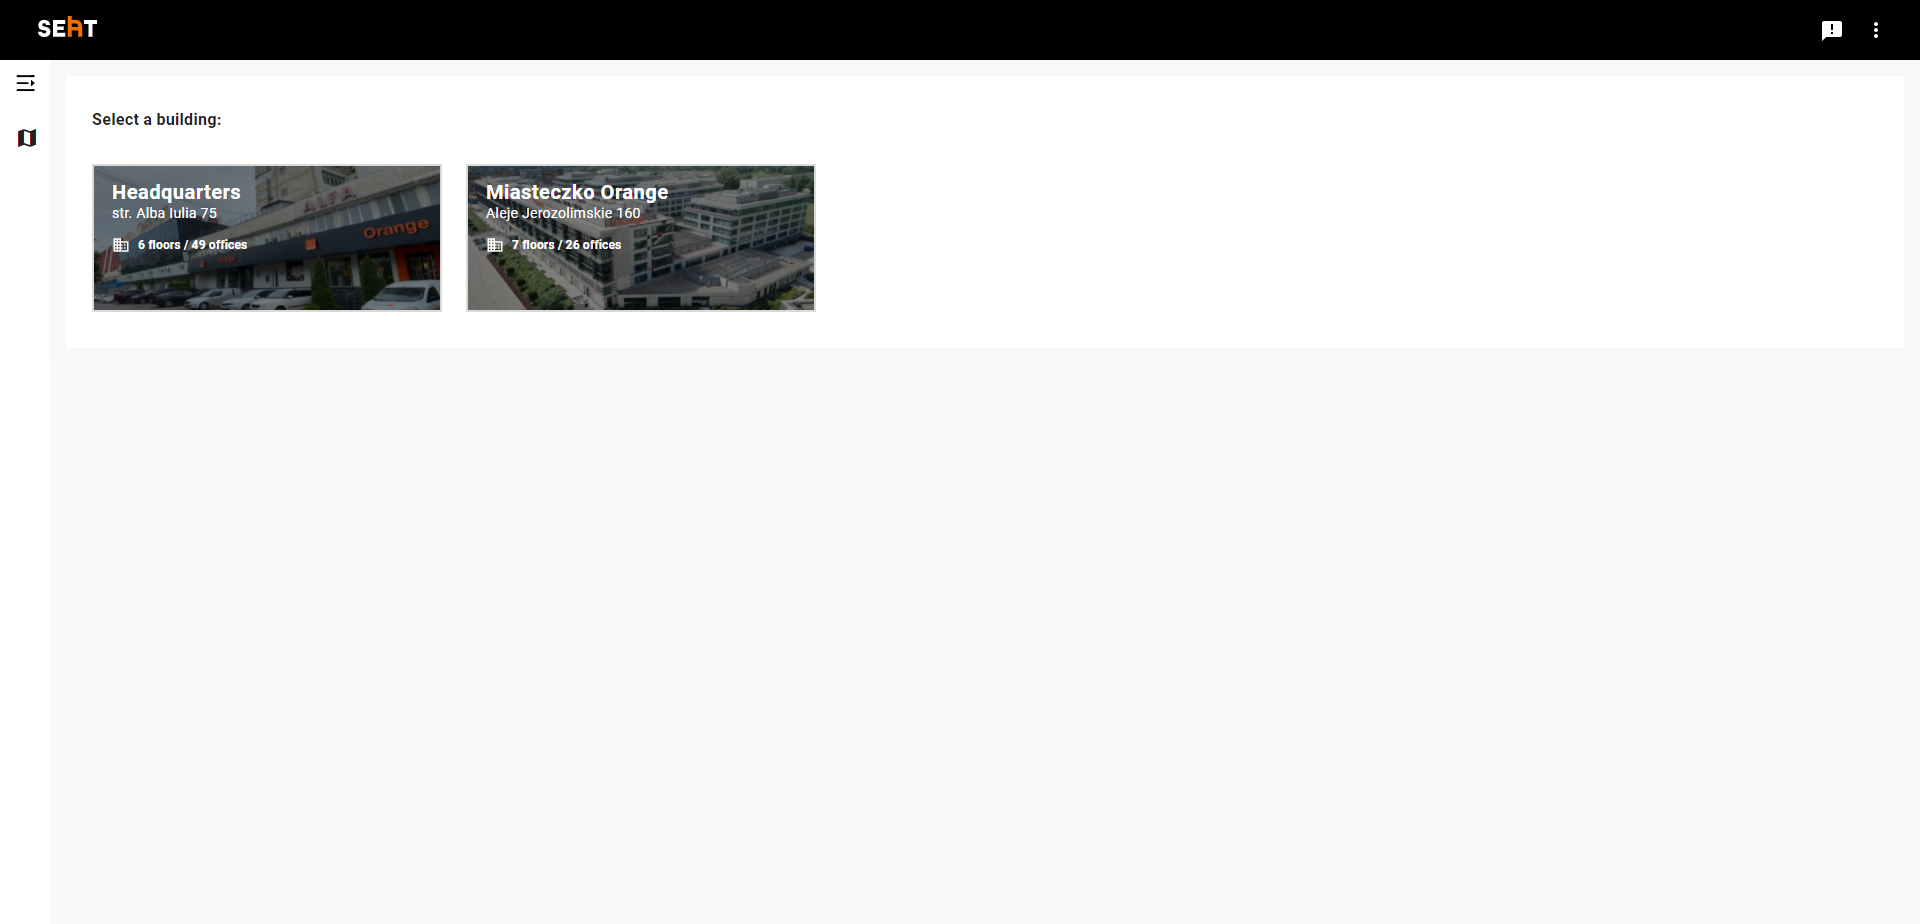 SEAT
Select a building:
Headquarters
str. Alba Iulia 75
6 floors / 49 offices
ALFA
Orange
Miasteczko Orange
Aleje Jerozolimskie 160
7 floors / 26 offices